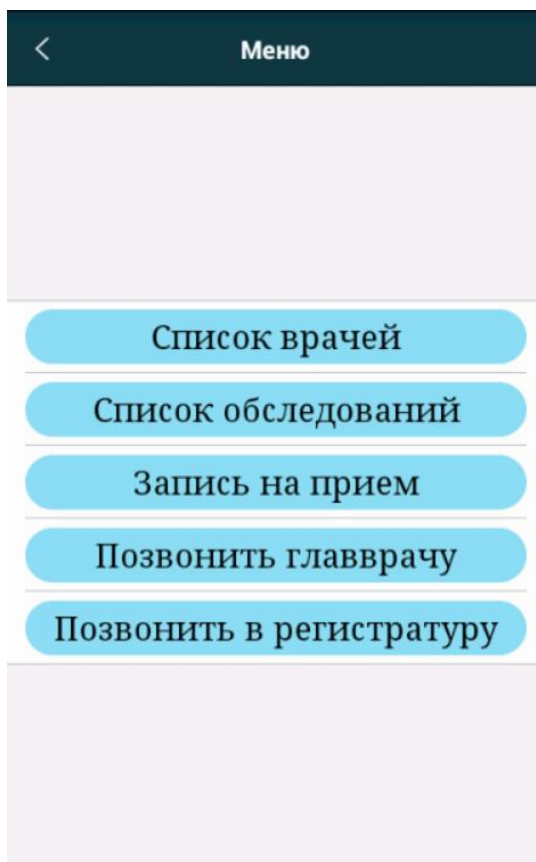 Меню
Список врачей
Список обследований
Запись на прием
Позвонить главврачу
Позвонить в регистратуру